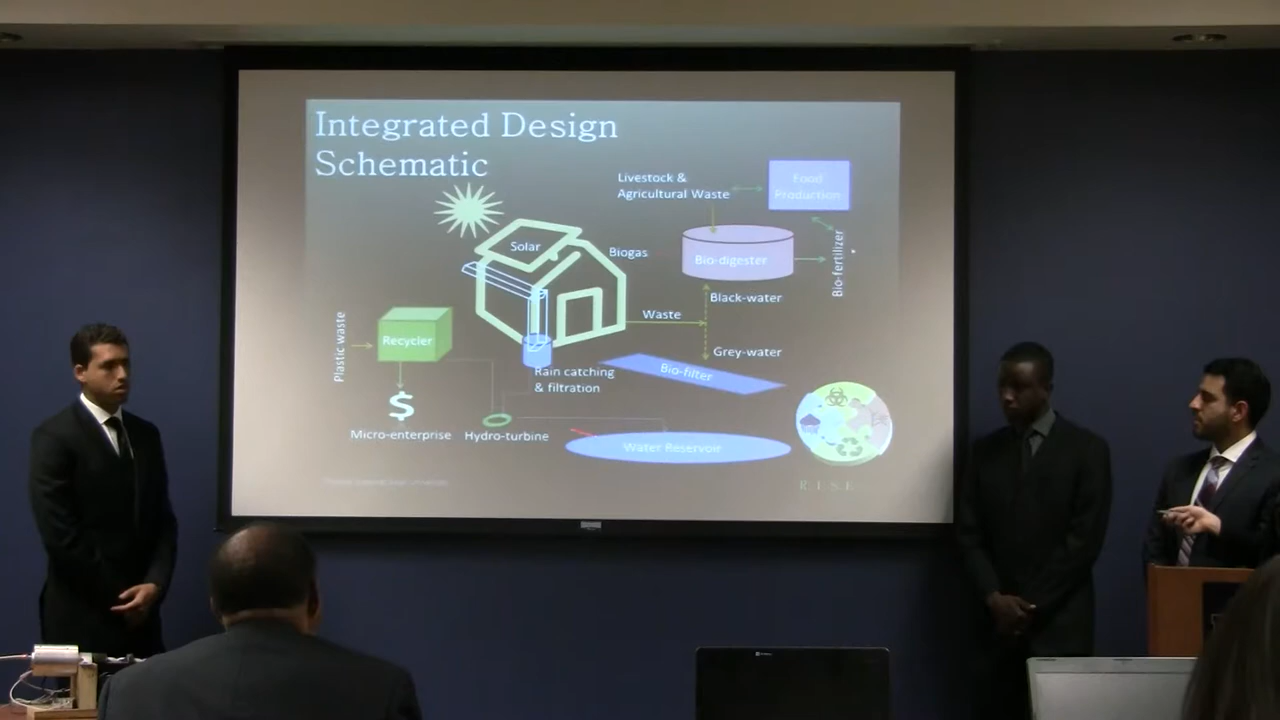 Integrated Design
Schematic
Livestock &
Agricultural Waste
Food
Production
Solar
Biogas
Bio-digester
Bio-fertilizer
Black-water
Waste
Plastic waste
Recycler
Grey-water
Rain catching
& filtration
Bio-filter
$
Micro-enterprise
Hydro-turbine
Water Reservoir
R. I. S. E